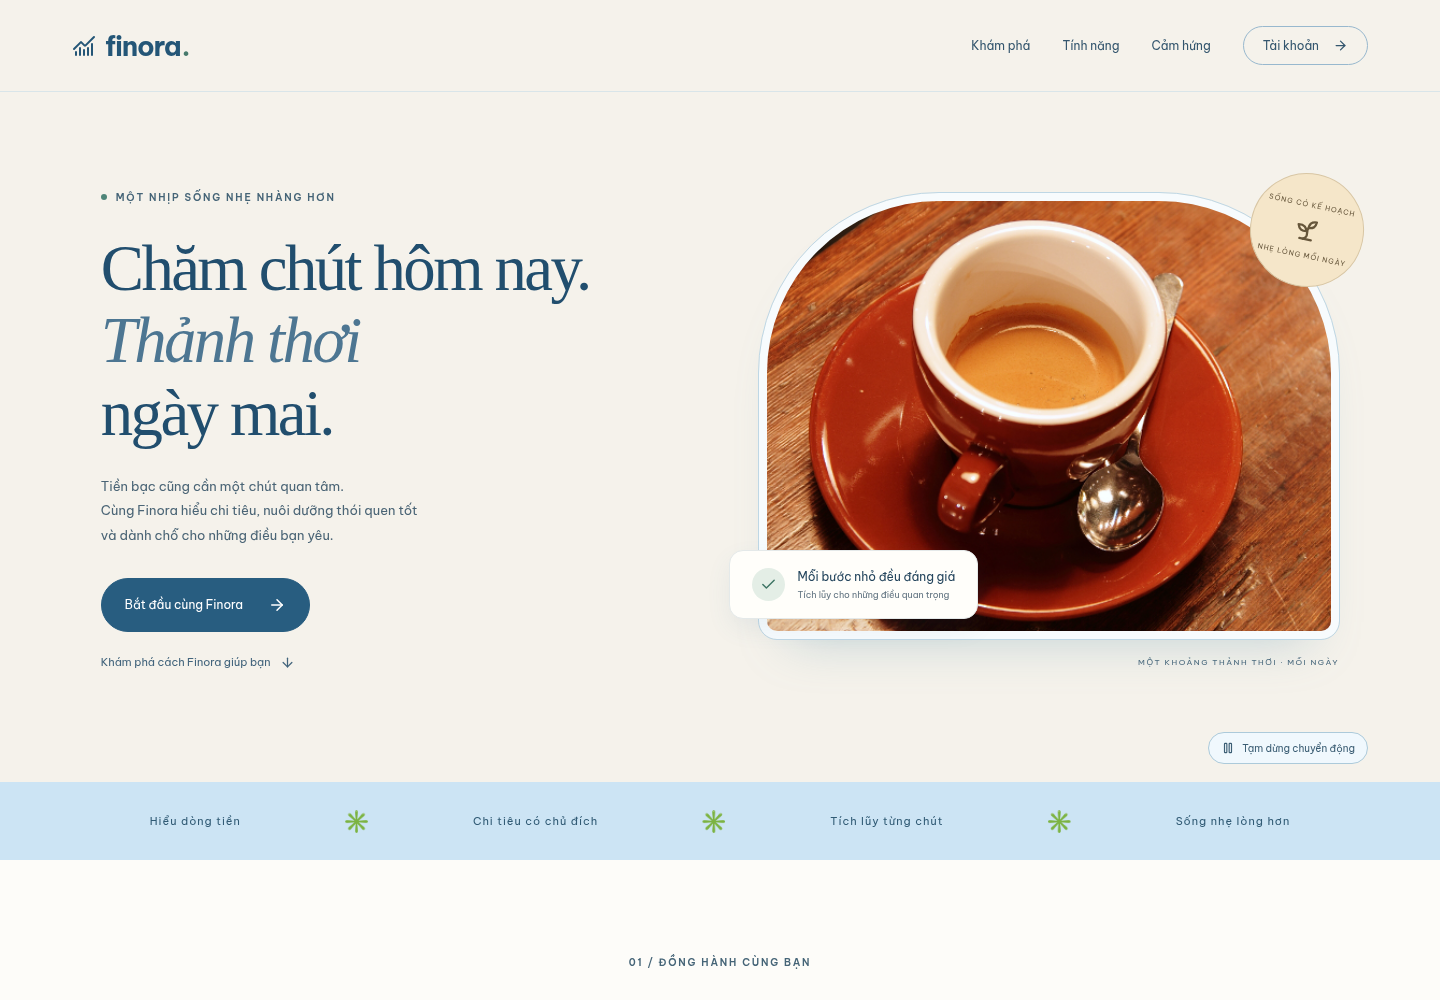 finora.
Khám phá
Tính năng
Cảm hứng
Tài khoản
MỘT NHỊP SỐNG NHẸ NHÀNG HƠN
Chăm chút hôm nay.
Thảnh thơi
ngày mai.
Tiền bạc cũng cần một chút quan tâm.
Cùng Finora hiểu chi tiêu, nuôi dưỡng thói quen tốt
và dành chỗ cho những điều bạn yêu.
Bắt đầu cùng Finora
Khám phá cách Finora giúp bạn
SỐNG CÓ KẾ HOẠCH
NHẸ LÒNG MỖI NGÀY
Mỗi bước nhỏ đều đáng giá
Tích lũy cho những điều quan trọng
MỘT KHOẢNG THẢNH THƠI · MỖI NGÀY
Tạm dừng chuyển động
Hiểu dòng tiền
Chi tiêu có chủ đích
Tích lũy từng chút
Sống nhẹ lòng hơn
01 / ĐỒNG HÀNH CÙNG BẠN